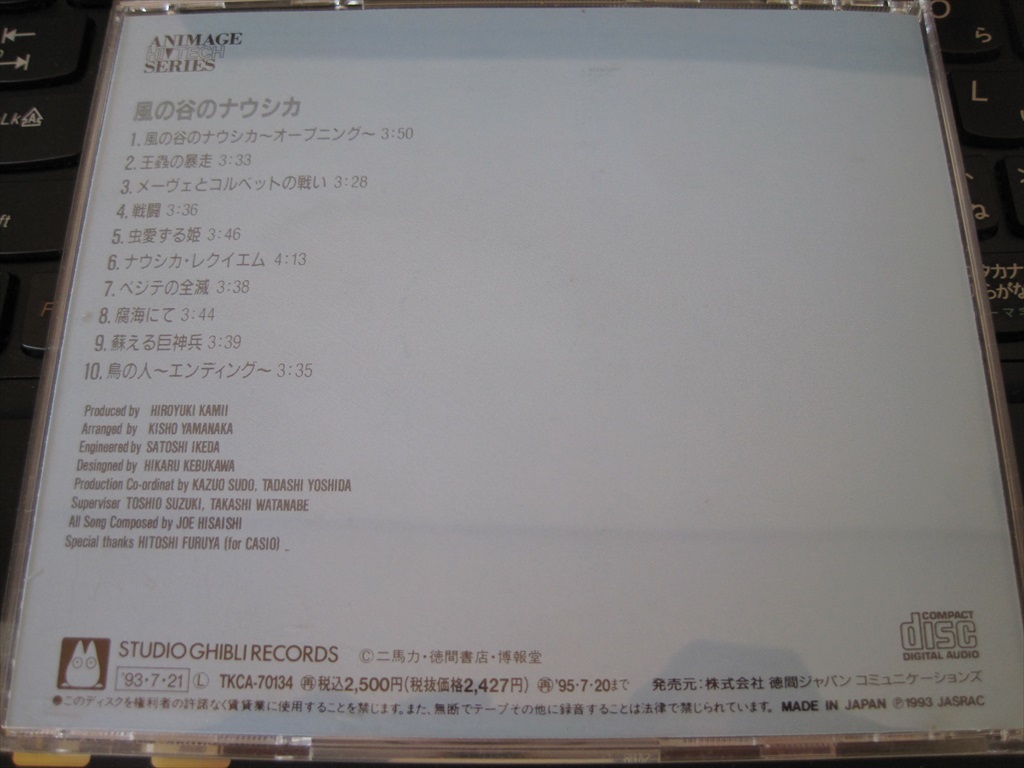 ANIMAGE
HI-TECH
SERIES
風の谷のナウシカ
1. 風の谷のナウシカ〜オープニング〜 3:50
2. 王蟲の暴走 3:33
3. メーヴェとコルベットの戦い 3:28
4. 戦闘 3:36
5. 虫愛ずる姫 3:46
6. ナウシカ・レクイエム 4:13
7. ペジテの全滅 3:38
8. 腐海にて 3:44
9. 蘇える巨神兵 3:39
10. 鳥の人〜エンディング〜 3:35
Produced by HIROYUKI KAMII
Arranged by KISHO YAMANAKA
Engineered by SATOSHI IKEDA
Desingned by HIKARU KEBUKAWA
Production Co-ordinat by KAZUO SUDO, TADASHI YOSHIDA
Superviser TOSHIO SUZUKI, TAKASHI WATANABE
All Song Composed by JOE HISAISHI
Special thanks HITOSHI FURUYA (for CASIO)
COMPACT
disc
DIGITAL AUDIO
STUDIO GHIBLI RECORDS ©二馬力・徳間書店・博報堂
'93・7・21 Ⓛ TKCA-70134 ㊢税込2,500円(税抜価格2,427円) ㊢'95・7・20まで 発売元:株式会社 徳間ジャパン コミュニケーションズ
●このディスクを権利者の許諾なく賃貸業に使用することを禁じます。また、無断でテープその他に録音することは法律で禁じられています。 MADE IN JAPAN ℗1993 JASRAC